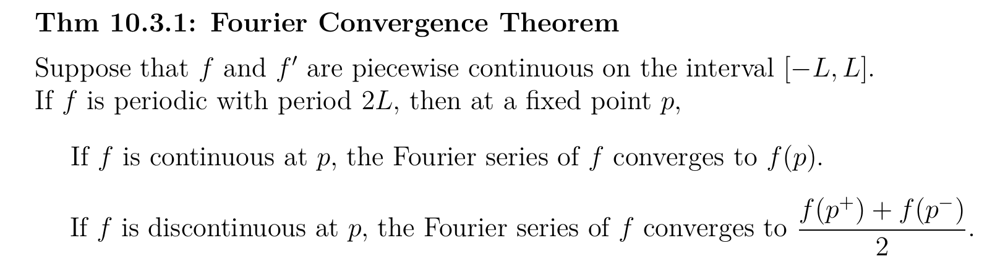 Thm 10.3.1: Fourier Convergence Theorem
Suppose that f and f′ are piecewise continuous on the interval [−L, L].
If f is periodic with period 2L, then at a fixed point p,
If f is continuous at p, the Fourier series of f converges to f(p).
If f is discontinuous at p, the Fourier series of f converges to (f(p⁺) + f(p⁻))/2.